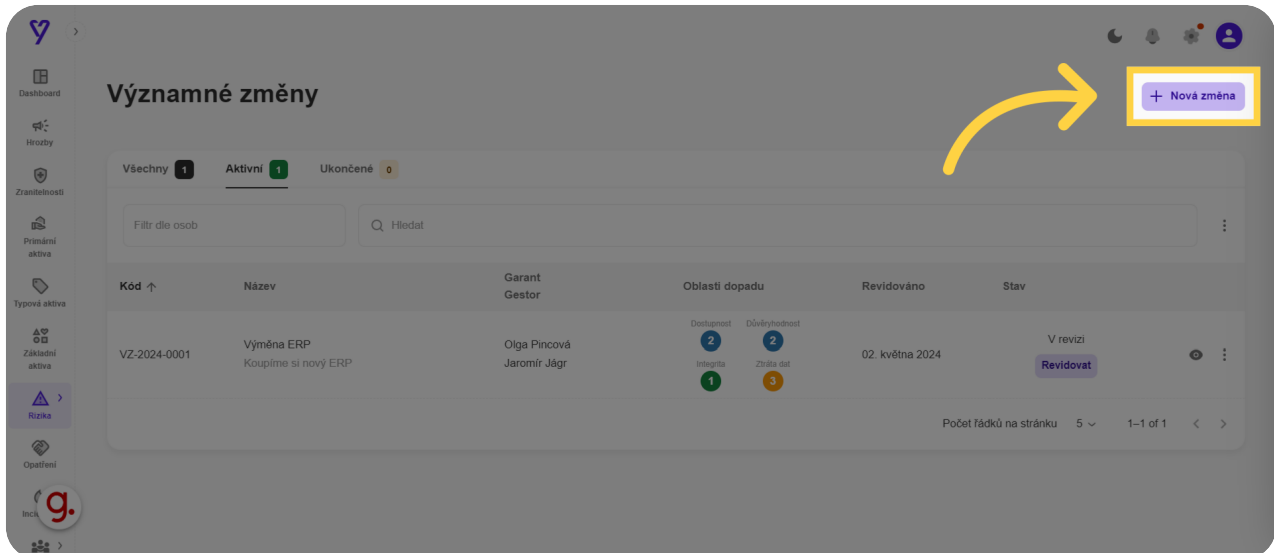 Dashboard
Hrozby
Zranitelnosti
Primární
aktiva
Typová aktiva
Základní
aktiva
Rizika
Opatření
g.
Významné změny
+ Nová změna
Všechny 1
Aktivní 1
Ukončené 0
Filtr dle osob
Hledat
Kód
Název
Garant
Gestor
Oblasti dopadu
Revidováno
Stav
VZ-2024-0001
Výměna ERP
Koupíme si nový ERP
Olga Pincová
Jaromír Jágr
Dostupnost Důvěryhodnost
2 2
Integrita Ztráta dat
1 3
02. května 2024
V revizi
Revidovat
Počet řádků na stránku 5 1–1 of 1